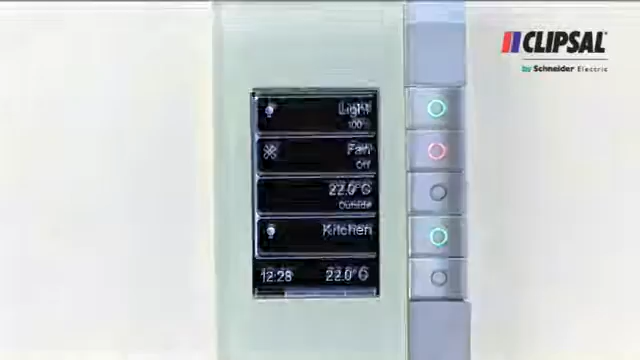 CLIPSAL
by Schneider Electric
Light
100%
Fan
Off
22.0°C
Outside
Kitchen
12:28 22.0°C